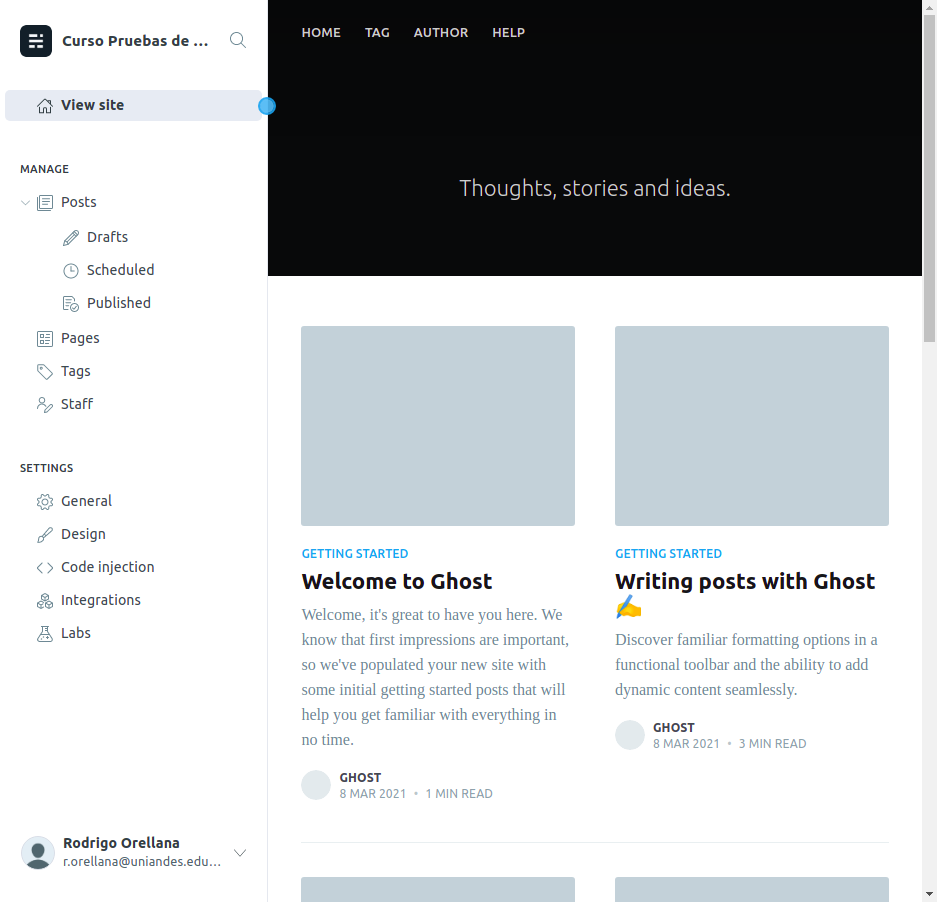 Curso Pruebas de ...
View site
MANAGE
Posts
Drafts
Scheduled
Published
Pages
Tags
Staff
SETTINGS
General
Design
Code injection
Integrations
Labs
Rodrigo Orellana
r.orellana@uniandes.edu...
HOME TAG AUTHOR HELP
Thoughts, stories and ideas.
GETTING STARTED
Welcome to Ghost
Welcome, it's great to have you here. We
know that first impressions are important,
so we've populated your new site with
some initial getting started posts that will
help you get familiar with everything in
no time.
GHOST
8 MAR 2021 • 1 MIN READ
GETTING STARTED
Writing posts with Ghost
✍️
Discover familiar formatting options in a
functional toolbar and the ability to add
dynamic content seamlessly.
GHOST
8 MAR 2021 • 3 MIN READ